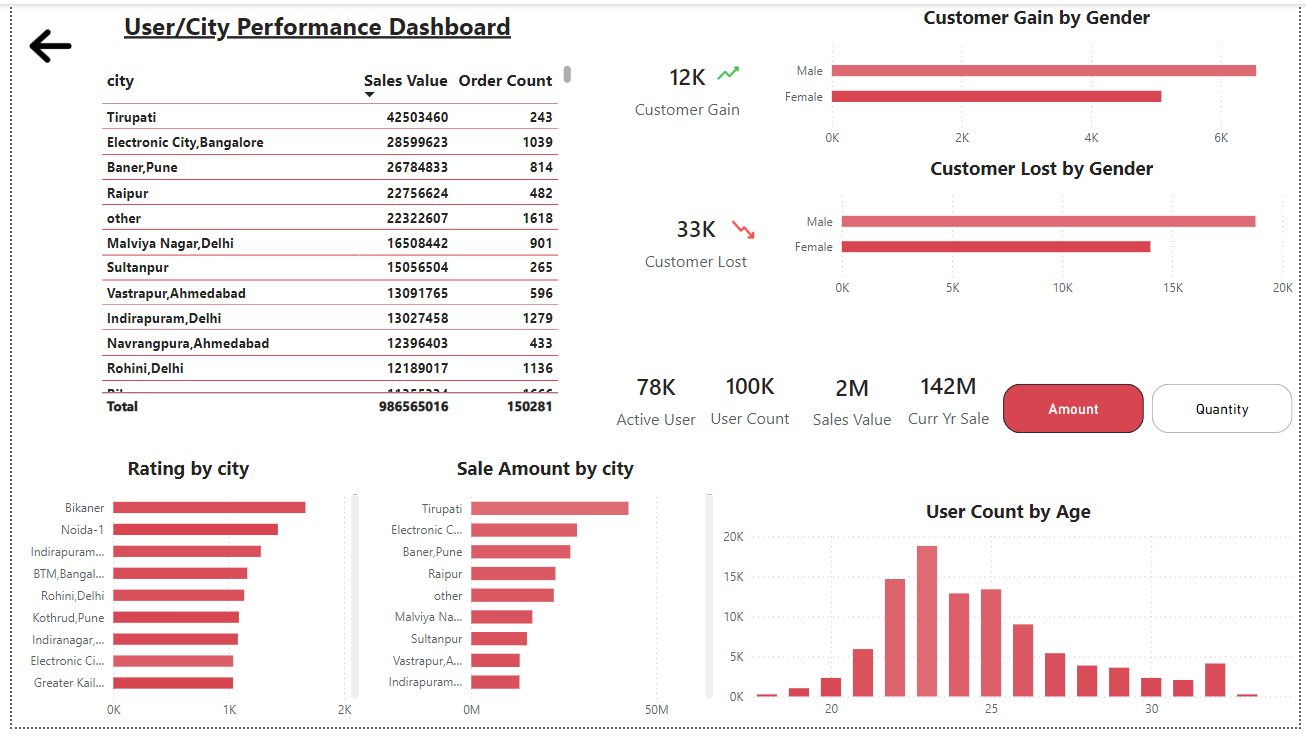 User/City Performance Dashboard
city Sales Value Order Count
Tirupati 42503460 243
Electronic City,Bangalore 28599623 1039
Baner,Pune 26784833 814
Raipur 22756624 482
other 22322607 1618
Malviya Nagar,Delhi 16508442 901
Sultanpur 15056504 265
Vastrapur,Ahmedabad 13091765 596
Indirapuram,Delhi 13027458 1279
Navrangpura,Ahmedabad 12396403 433
Rohini,Delhi 12189017 1136
Total 986565016 150281
12K
Customer Gain
Customer Gain by Gender
Male
Female
0K 2K 4K 6K
33K
Customer Lost
Customer Lost by Gender
Male
Female
0K 5K 10K 15K 20K
78K
Active User
100K
User Count
2M
Sales Value
142M
Curr Yr Sale
Amount
Quantity
Rating by city
Bikaner
Noida-1
Indirapuram...
BTM,Bangal...
Rohini,Delhi
Kothrud,Pune
Indiranagar,...
Electronic Ci...
Greater Kail...
0K 1K 2K
Sale Amount by city
Tirupati
Electronic C...
Baner,Pune
Raipur
other
Malviya Na...
Sultanpur
Vastrapur,A...
Indirapuram...
0M 50M
User Count by Age
20K
15K
10K
5K
0K
20 25 30